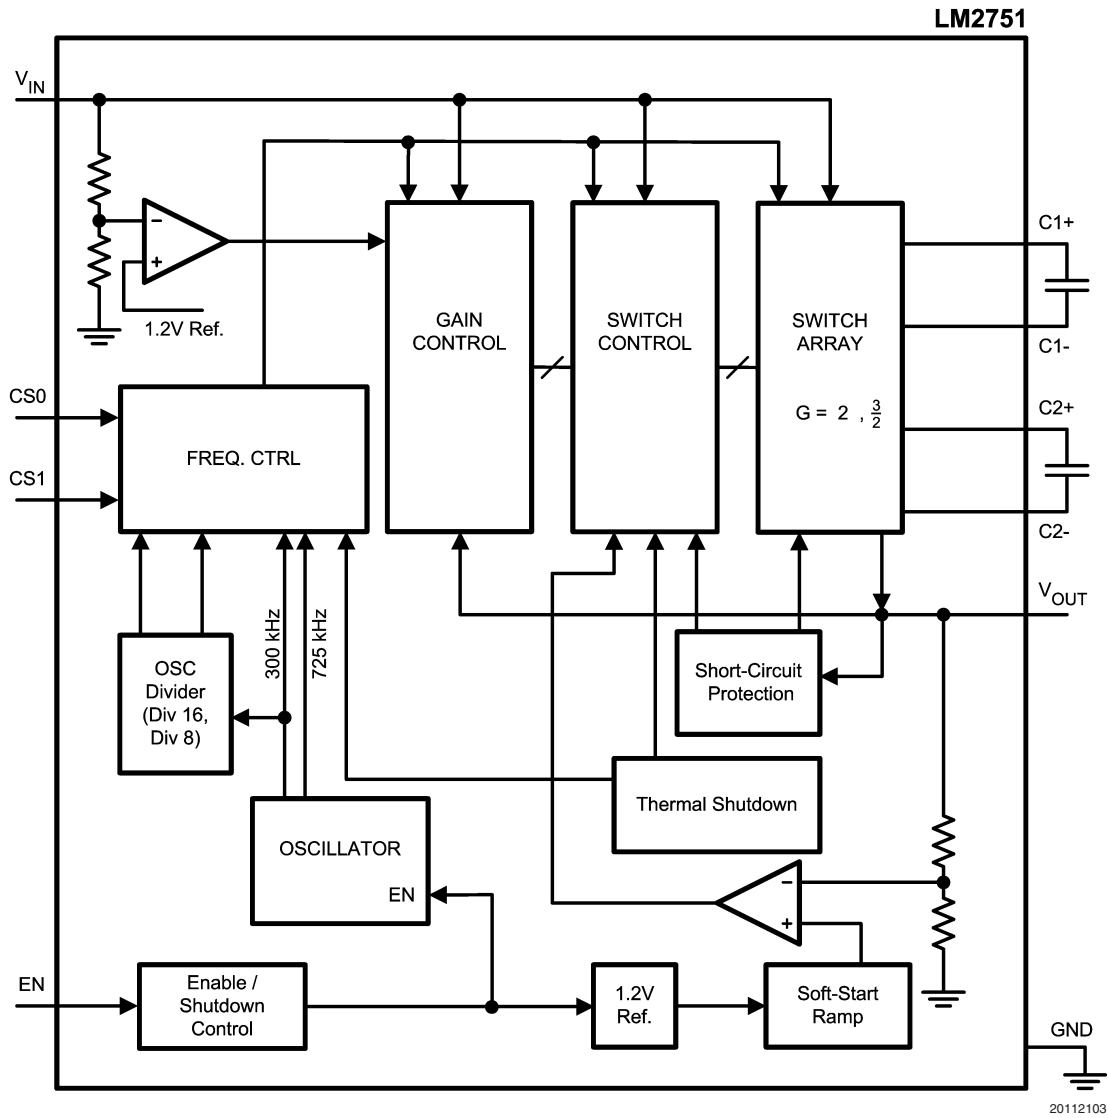 LM2751
VIN
1.2V Ref.
−
+
GAIN
CONTROL
SWITCH
CONTROL
SWITCH
ARRAY
G = 2 , 3/2
C1+
C1-
C2+
C2-
CS0
CS1
FREQ. CTRL
300 kHz
725 kHz
VOUT
OSC
Divider
(Div 16,
Div 8)
Short-Circuit
Protection
Thermal Shutdown
OSCILLATOR
EN
−
+
EN
Enable /
Shutdown
Control
1.2V
Ref.
Soft-Start
Ramp
GND
20112103